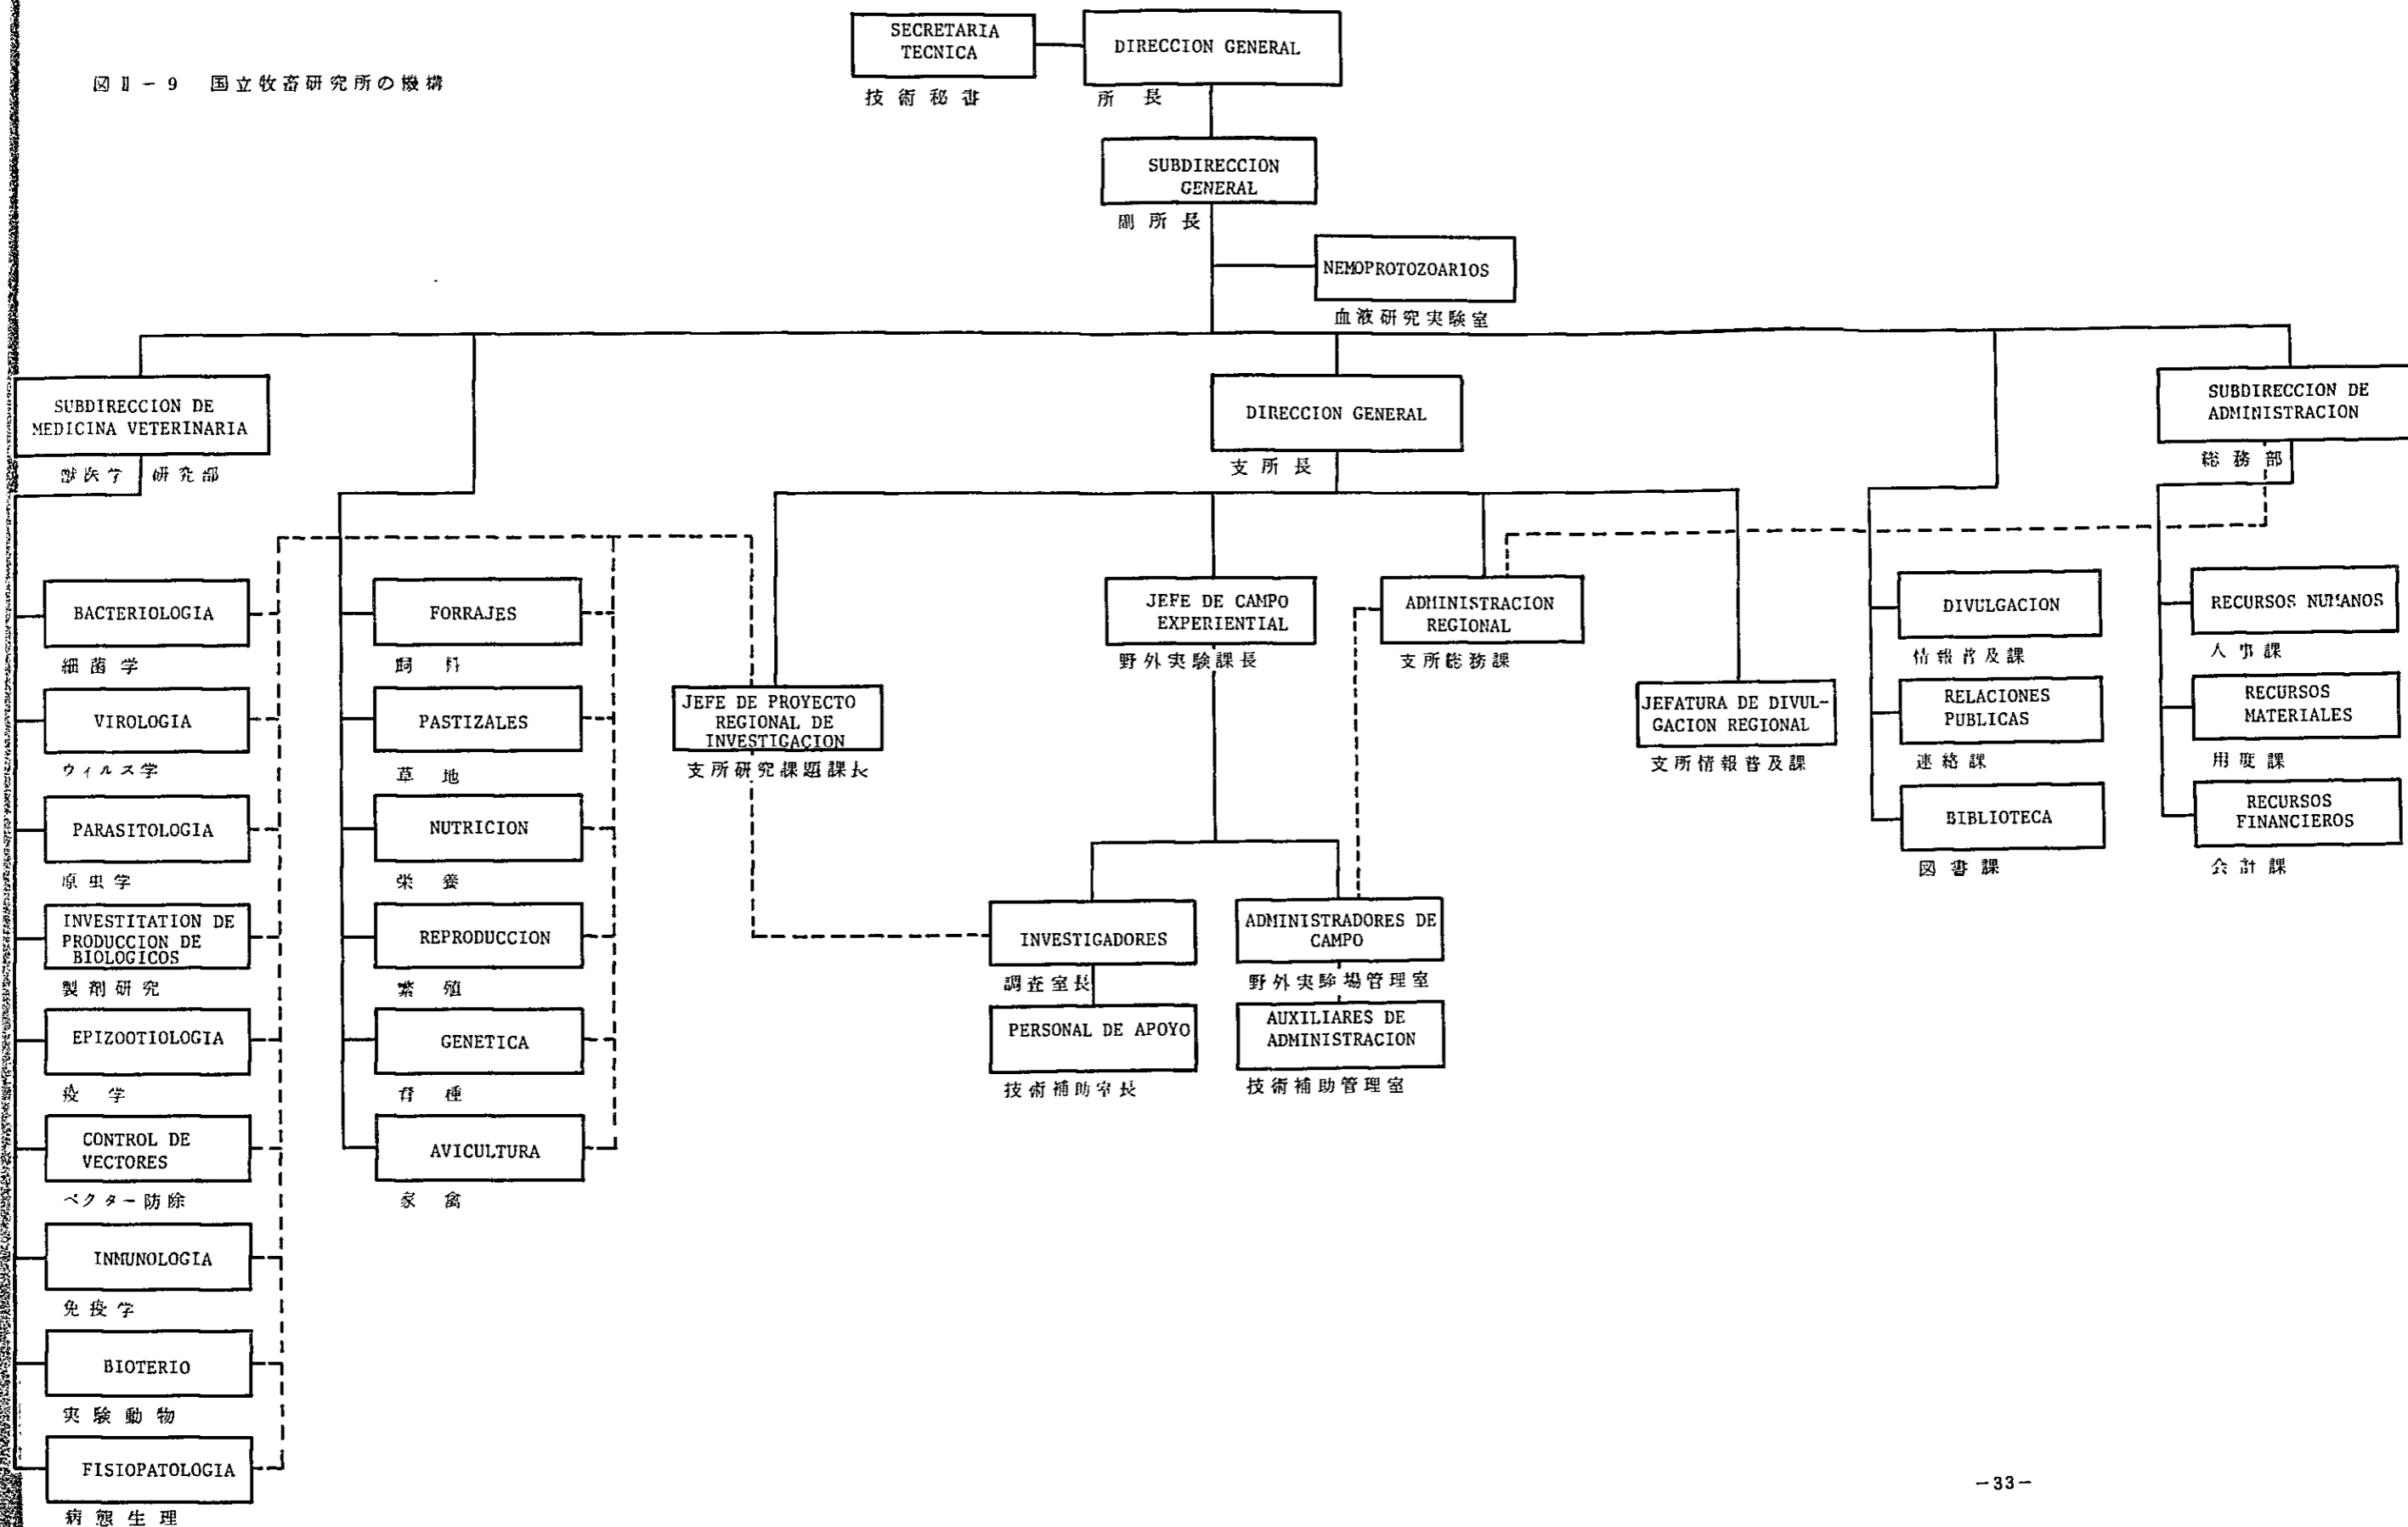 図Ⅱ-9 国立牧畜研究所の機構
SECRETARIA
TECNICA
技術秘書
DIRECCION GENERAL
所長
SUBDIRECCION
GENERAL
副所長
NEMOPROTOZOARIOS
血液研究実験室
SUBDIRECCION DE
MEDICINA VETERINARIA
獣医学研究部
DIRECCION GENERAL
支所長
SUBDIRECCION DE
ADMINISTRACION
総務部
BACTERIOLOGIA
細菌学
VIROLOGIA
ウィルス学
PARASITOLOGIA
原虫学
INVESTITATION DE
PRODUCCION DE
BIOLOGICOS
製剤研究
EPIZOOTIOLOGIA
疫学
CONTROL DE
VECTORES
ベクター防除
INMUNOLOGIA
免疫学
BIOTERIO
実験動物
FISIOPATOLOGIA
病態生理
FORRAJES
飼料
PASTIZALES
草地
NUTRICION
栄養
REPRODUCCION
繁殖
GENETICA
育種
AVICULTURA
家禽
JEFE DE PROYECTO
REGIONAL DE
INVESTIGACION
支所研究課題課長
JEFE DE CAMPO
EXPERIENTIAL
野外実験課長
ADMINISTRACION
REGIONAL
支所総務課
JEFATURA DE DIVUL-
GACION REGIONAL
支所情報普及課
INVESTIGADORES
調査室長
PERSONAL DE APOYO
技術補助室長
ADMINISTRADORES DE
CAMPO
野外実験場管理室
AUXILIARES DE
ADMINISTRACION
技術補助管理室
DIVULGACION
情報普及課
RELACIONES
PUBLICAS
連絡課
BIBLIOTECA
図書課
RECURSOS NUMANOS
人事課
RECURSOS
MATERIALES
用度課
RECURSOS
FINANCIEROS
会計課
-33-